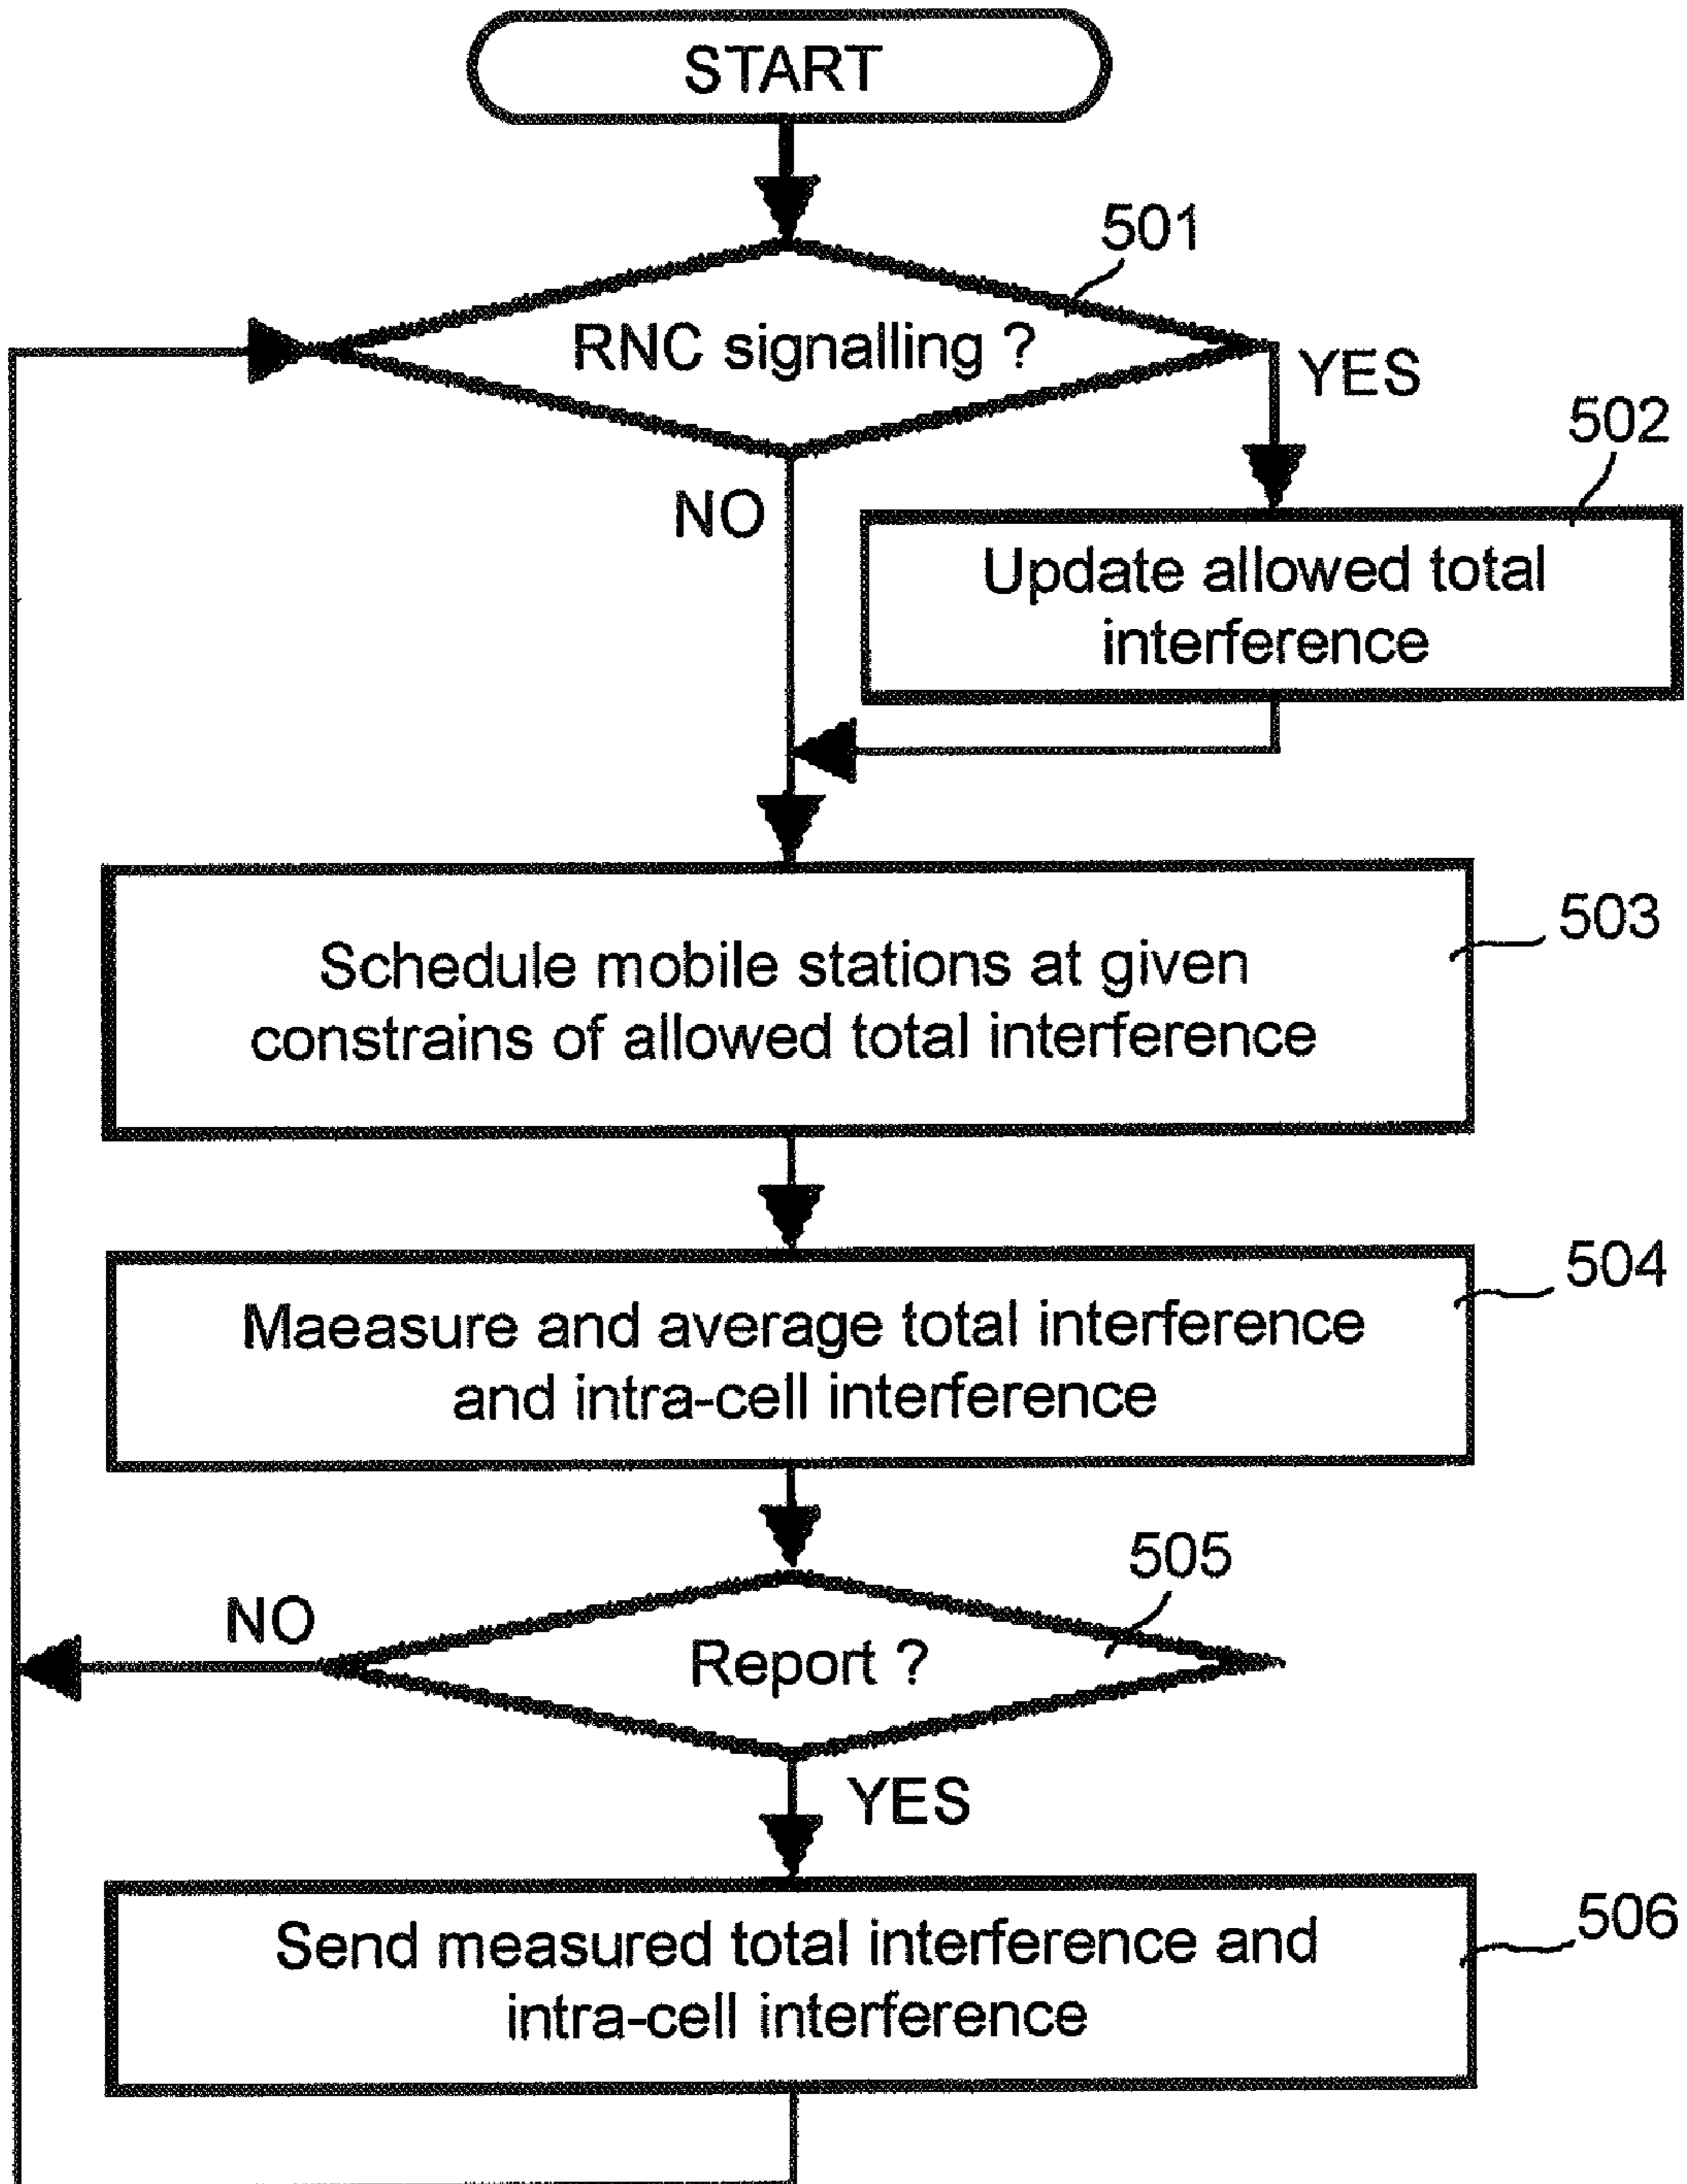 START
501
RNC signalling ?
YES
502
NO
Update allowed total
interference
503
Schedule mobile stations at given
constrains of allowed total interference
504
Maeasure and average total interference
and intra-cell interference
505
NO
Report ?
YES
506
Send measured total interference and
intra-cell interference